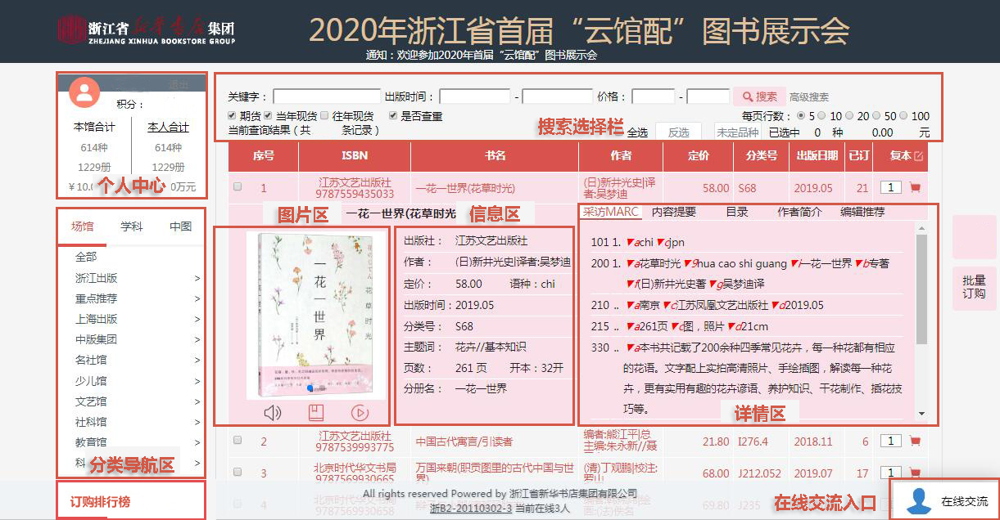 浙江省新华书店集团
ZHEJIANG XINHUA BOOKSTORE GROUP
2020年浙江省首届“云馆配”图书展示会
通知：欢迎参加2020年首届“云馆配”图书展示会
退出
积分：
本馆合计 本人合计
614种 614种
1229册 1229册
¥10.0 0万元
个人中心
关键字： 出版时间： - 价格： - 搜索 高级搜索
期货 当年现货 往年现货 是否查重 每页行数： 5 10 20 50 100
当前查询结果（共 条记录） 搜索选择栏 全选 反选 未定品种 已选中 0 种 0.00 元
序号 ISBN 书名 作者 定价 分类号 出版日期 已订 复本
1 江苏文艺出版社 9787559435033 一花一世界(花草时光) (日)新井光史|译者:吴梦迪 58.00 S68 2019.05 21 1
场馆 学科 中图
全部
浙江出版 >
重点推荐 >
上海出版 >
中版集团 >
名社馆 >
少儿馆 >
文艺馆 >
社科馆 >
教育馆 >
科 >
分类导航区
订购排行榜
图片区 一花一世界(花草时光 信息区
一花一世界
花草时光
出版社： 江苏文艺出版社
作者： (日)新井光史|译者:吴梦迪
定价： 58.00 语种：chi
出版时间：2019.05
分类号： S68
主题词： 花卉//基本知识
页数： 261 页 开本：32开
分册名： 一花一世界
采访MARC 内容提要 目录 作者简介 编辑推荐
101 1. ▼achi ▼cjpn
200 1. ▼a花草时光 ▼9hua cao shi guang ▼i一花一世界 ▼b专著
▼f(日)新井光史著 ▼g吴梦迪译
210 .. ▼a南京 ▼c江苏凤凰文艺出版社 ▼d2019.05
215 .. ▼a261页 ▼c图，照片 ▼d21cm
330 .. ▼a本书共记载了200余种四季常见花卉，每一种花都有相应
的花语。文字配上实拍高清照片、手绘插图，解读每一种花
卉，更有实用有趣的花卉谚语、养护知识、干花制作、插花技
巧等。
详情区
批量
订购
2 江苏文艺出版社 9787539993775 中国古代寓言/引读者 编者:熊江平|总主编:朱永新//聂 21.80 I276.4 2018.11 6 1
3 北京时代华文书局 9787569930665 万国来朝(职贡图里的古代中国与世 (清)丁观鹏|校注:罗山 68.00 J212.052 2019.07 17 1
4 北京时代华文书局 69.80 J235
All rights reserved Powered by 浙江省新华书店集团有限公司
浙B2-20110302-3 当前在线3人
在线交流入口
在线交流